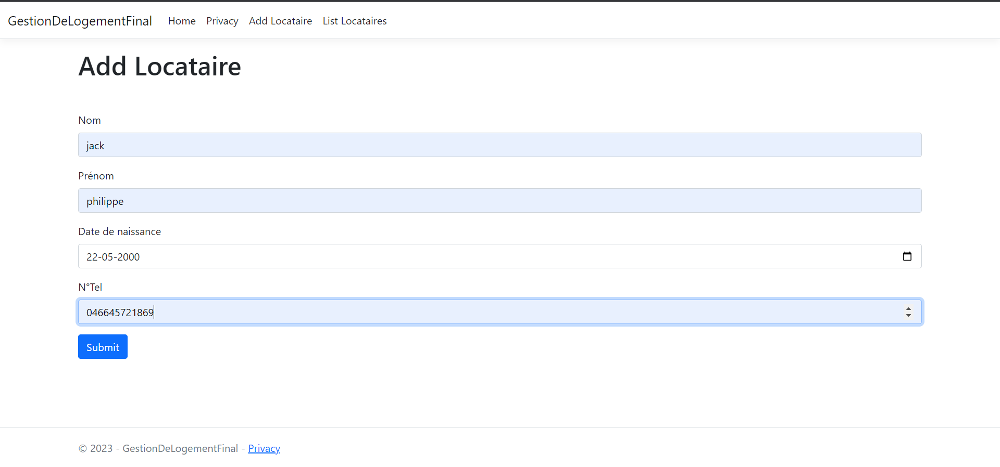 GestionDeLogementFinal Home Privacy Add Locataire List Locataires
Add Locataire
Nom
jack
Prénom
philippe
Date de naissance
22-05-2000
N°Tel
046645721869
Submit
© 2023 - GestionDeLogementFinal - Privacy